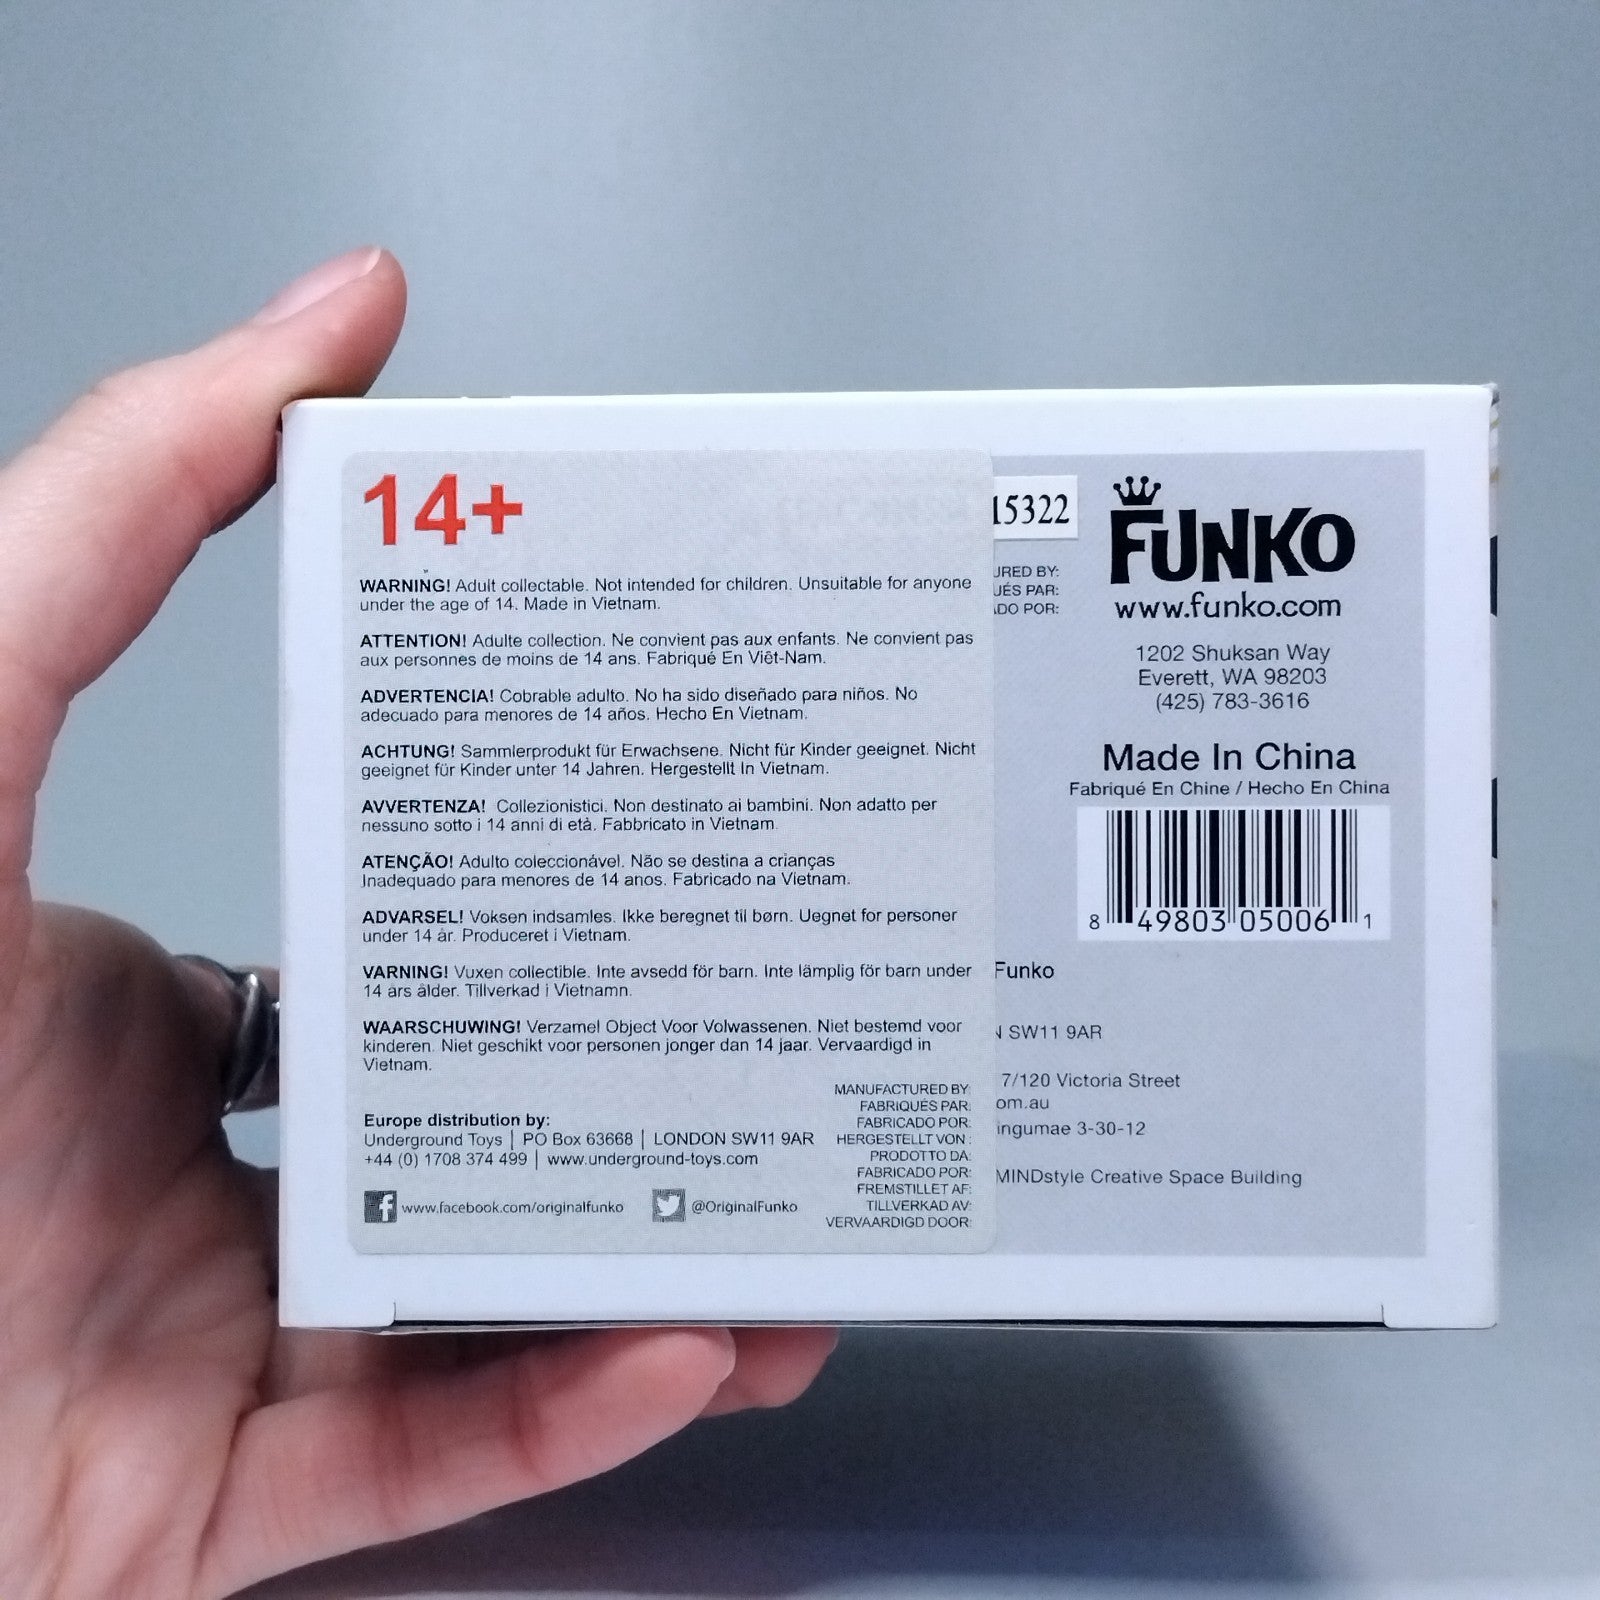 14+
WARNING! Adult collectable. Not intended for children. Unsuitable for anyone
under the age of 14. Made in Vietnam.
ATTENTION! Adulte collection. Ne convient pas aux enfants. Ne convient pas
aux personnes de moins de 14 ans. Fabriqué En Viêt-Nam.
ADVERTENCIA! Cobrable adulto. No ha sido diseñado para niños. No
adecuado para menores de 14 años. Hecho En Vietnam.
ACHTUNG! Sammlerprodukt für Erwachsene. Nicht für Kinder geeignet. Nicht
geeignet für Kinder unter 14 Jahren. Hergestellt In Vietnam.
AVVERTENZA! Collezionistici. Non destinato ai bambini. Non adatto per
nessuno sotto i 14 anni di età. Fabbricato in Vietnam.
ATENÇÃO! Adulto coleccionável. Não se destina a crianças
Inadequado para menores de 14 anos. Fabricado na Vietnam.
ADVARSEL! Voksen indsamles. Ikke beregnet til børn. Uegnet for personer
under 14 år. Produceret i Vietnam.
VARNING! Vuxen collectible. Inte avsedd för barn. Inte lämplig för barn under
14 års ålder. Tillverkad i Vietnamn.
WAARSCHUWING! Verzamel Object Voor Volwassenen. Niet bestemd voor
kinderen. Niet geschikt voor personen jonger dan 14 jaar. Vervaardigd in
Vietnam.
Europe distribution by:
Underground Toys | PO Box 63668 | LONDON SW11 9AR
+44 (0) 1708 374 499 | www.underground-toys.com
www.facebook.com/originalfunko @OriginalFunko
MANUFACTURED BY:
FABRIQUÉS PAR:
FABRICADO POR:
HERGESTELLT VON :
PRODOTTO DA:
FABRICADO POR:
FREMSTILLET AF:
TILLVERKAD AV:
VERVAARDIGD DOOR:
15322
URED BY:
UÉS PAR:
DO POR:
FUNKO
www.funko.com
1202 Shuksan Way
Everett, WA 98203
(425) 783-3616
Made In China
Fabriqué En Chine / Hecho En China
8 49803 05006 1
Funko
SW11 9AR
7/120 Victoria Street
om.au
ingumae 3-30-12
MINDstyle Creative Space Building